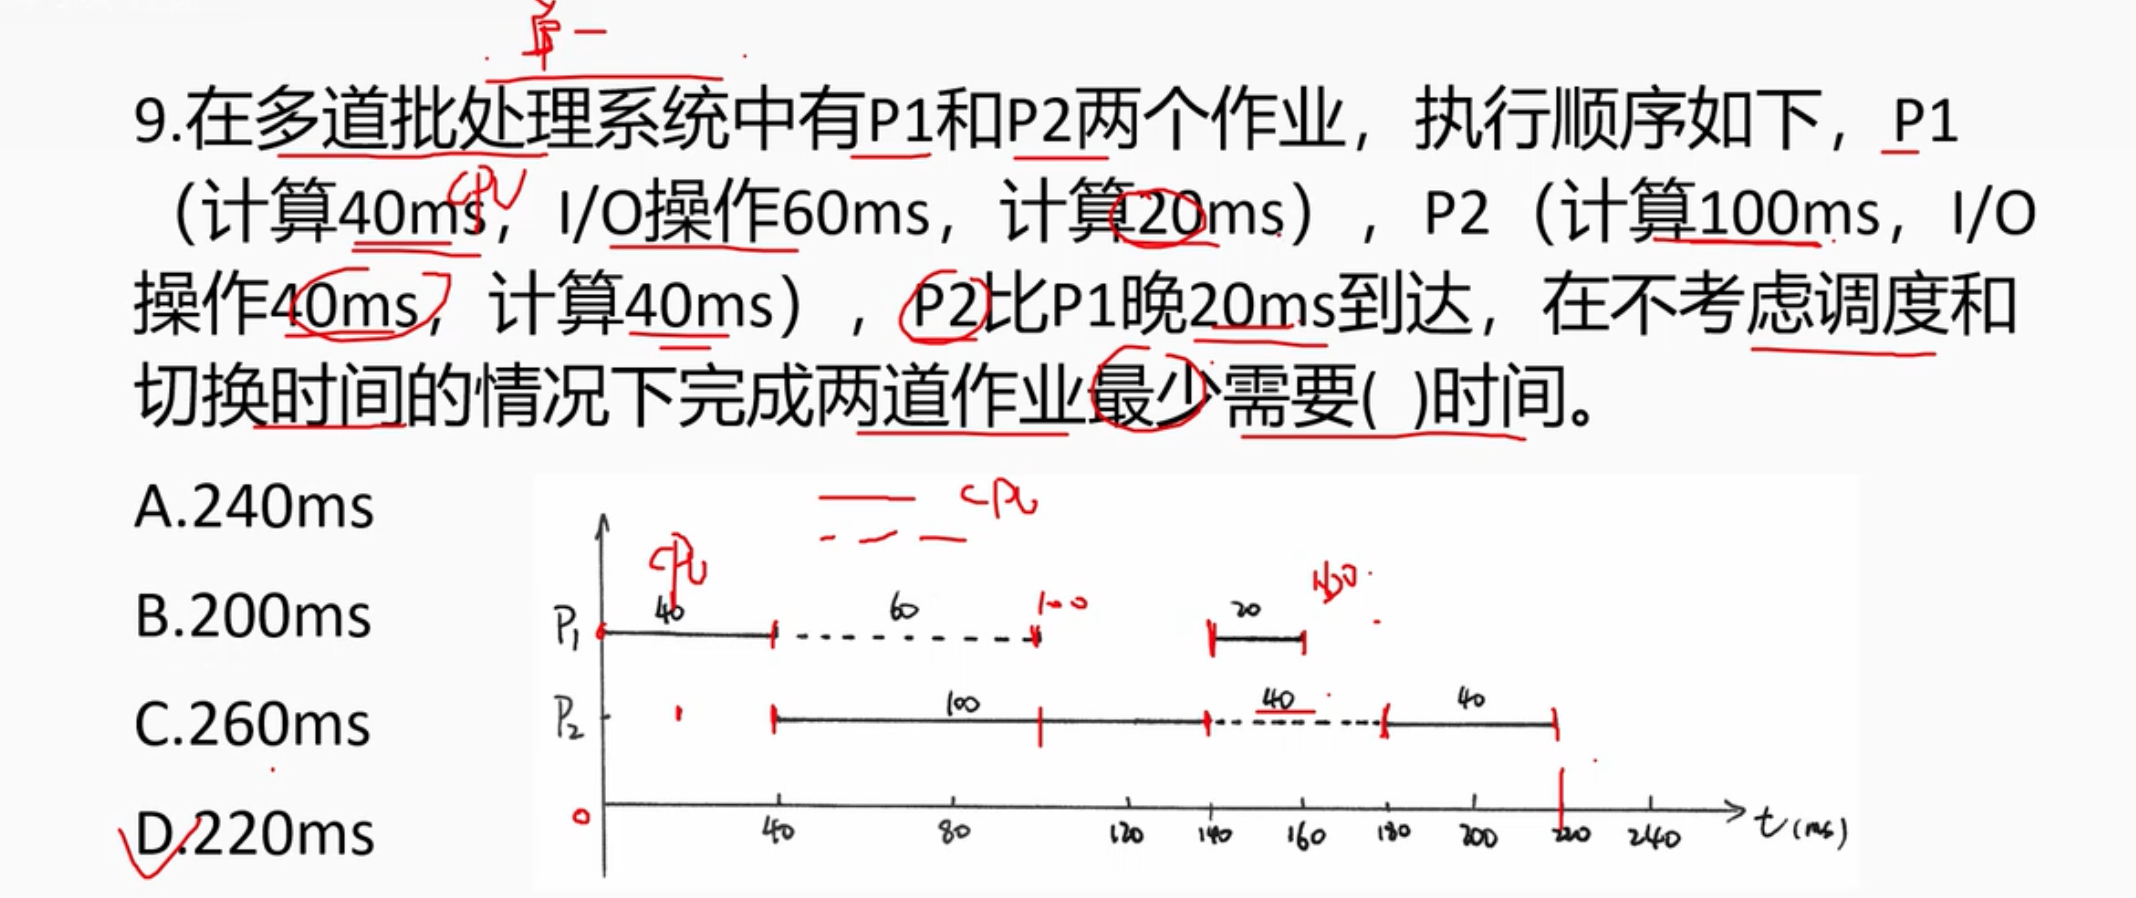 单一
9.在多道批处理系统中有P1和P2两个作业，执行顺序如下，P1
（计算40ms，I/O操作60ms，计算20ms），P2（计算100ms，I/O
操作40ms，计算40ms），P2比P1晚20ms到达，在不考虑调度和
切换时间的情况下完成两道作业最少需要( )时间。
CPU
A.240ms
B.200ms
C.260ms
D.220ms
CPU
CPU
P1 40 60 100 20
P2 100 40 40
0 40 80 120 140 160 180 200 220 240 t(ms)